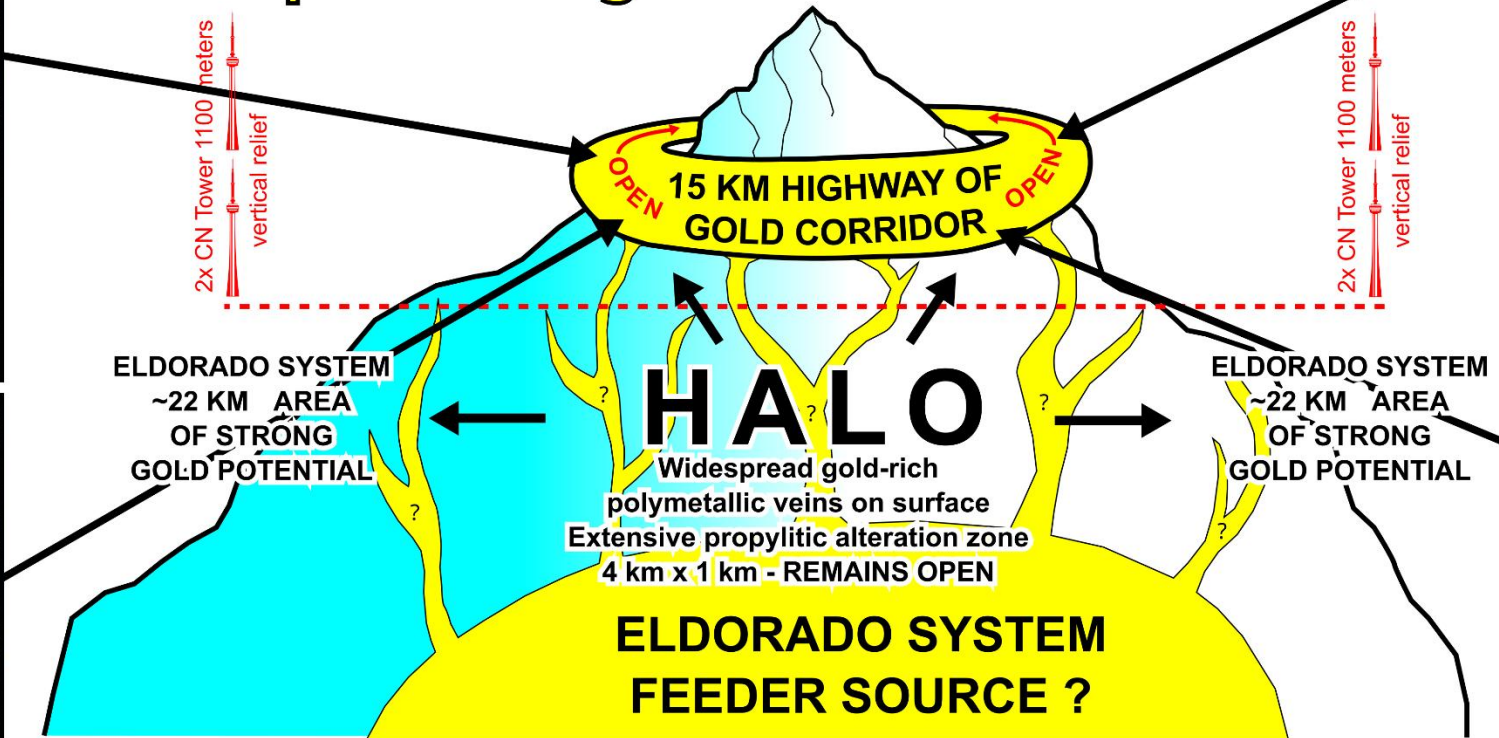 2x CN Tower 1100 meters
vertical relief
2x CN Tower 1100 meters
vertical relief
OPEN
15 KM HIGHWAY OF
GOLD CORRIDOR
OPEN
ELDORADO SYSTEM
~22 KM AREA
OF STRONG
GOLD POTENTIAL
HALO
Widespread gold-rich
polymetallic veins on surface
Extensive propylitic alteration zone
4 km x 1 km - REMAINS OPEN
ELDORADO SYSTEM
~22 KM AREA
OF STRONG
GOLD POTENTIAL
?
?
?
?
?
ELDORADO SYSTEM
FEEDER SOURCE ?